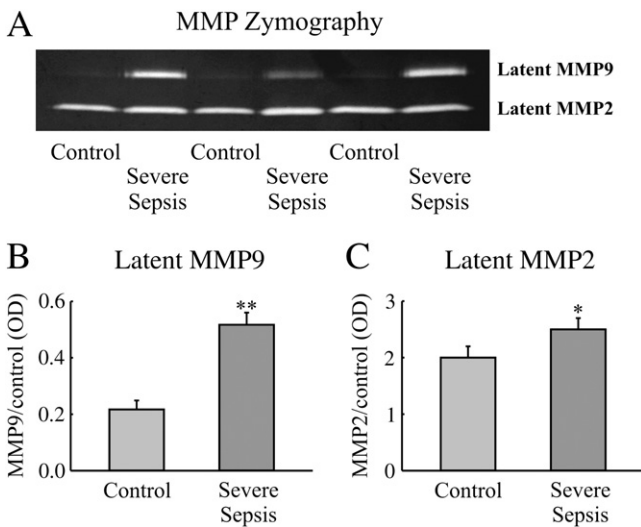 A
MMP Zymography
Latent MMP9
Latent MMP2
Control
Severe
Sepsis
Control
Severe
Sepsis
Control
Severe
Sepsis
B
Latent MMP9
MMP9/control (OD)
0.6
0.4
0.2
0.0
**
Control
Severe
Sepsis
C
Latent MMP2
MMP2/control (OD)
3
2
1
0
*
Control
Severe
Sepsis